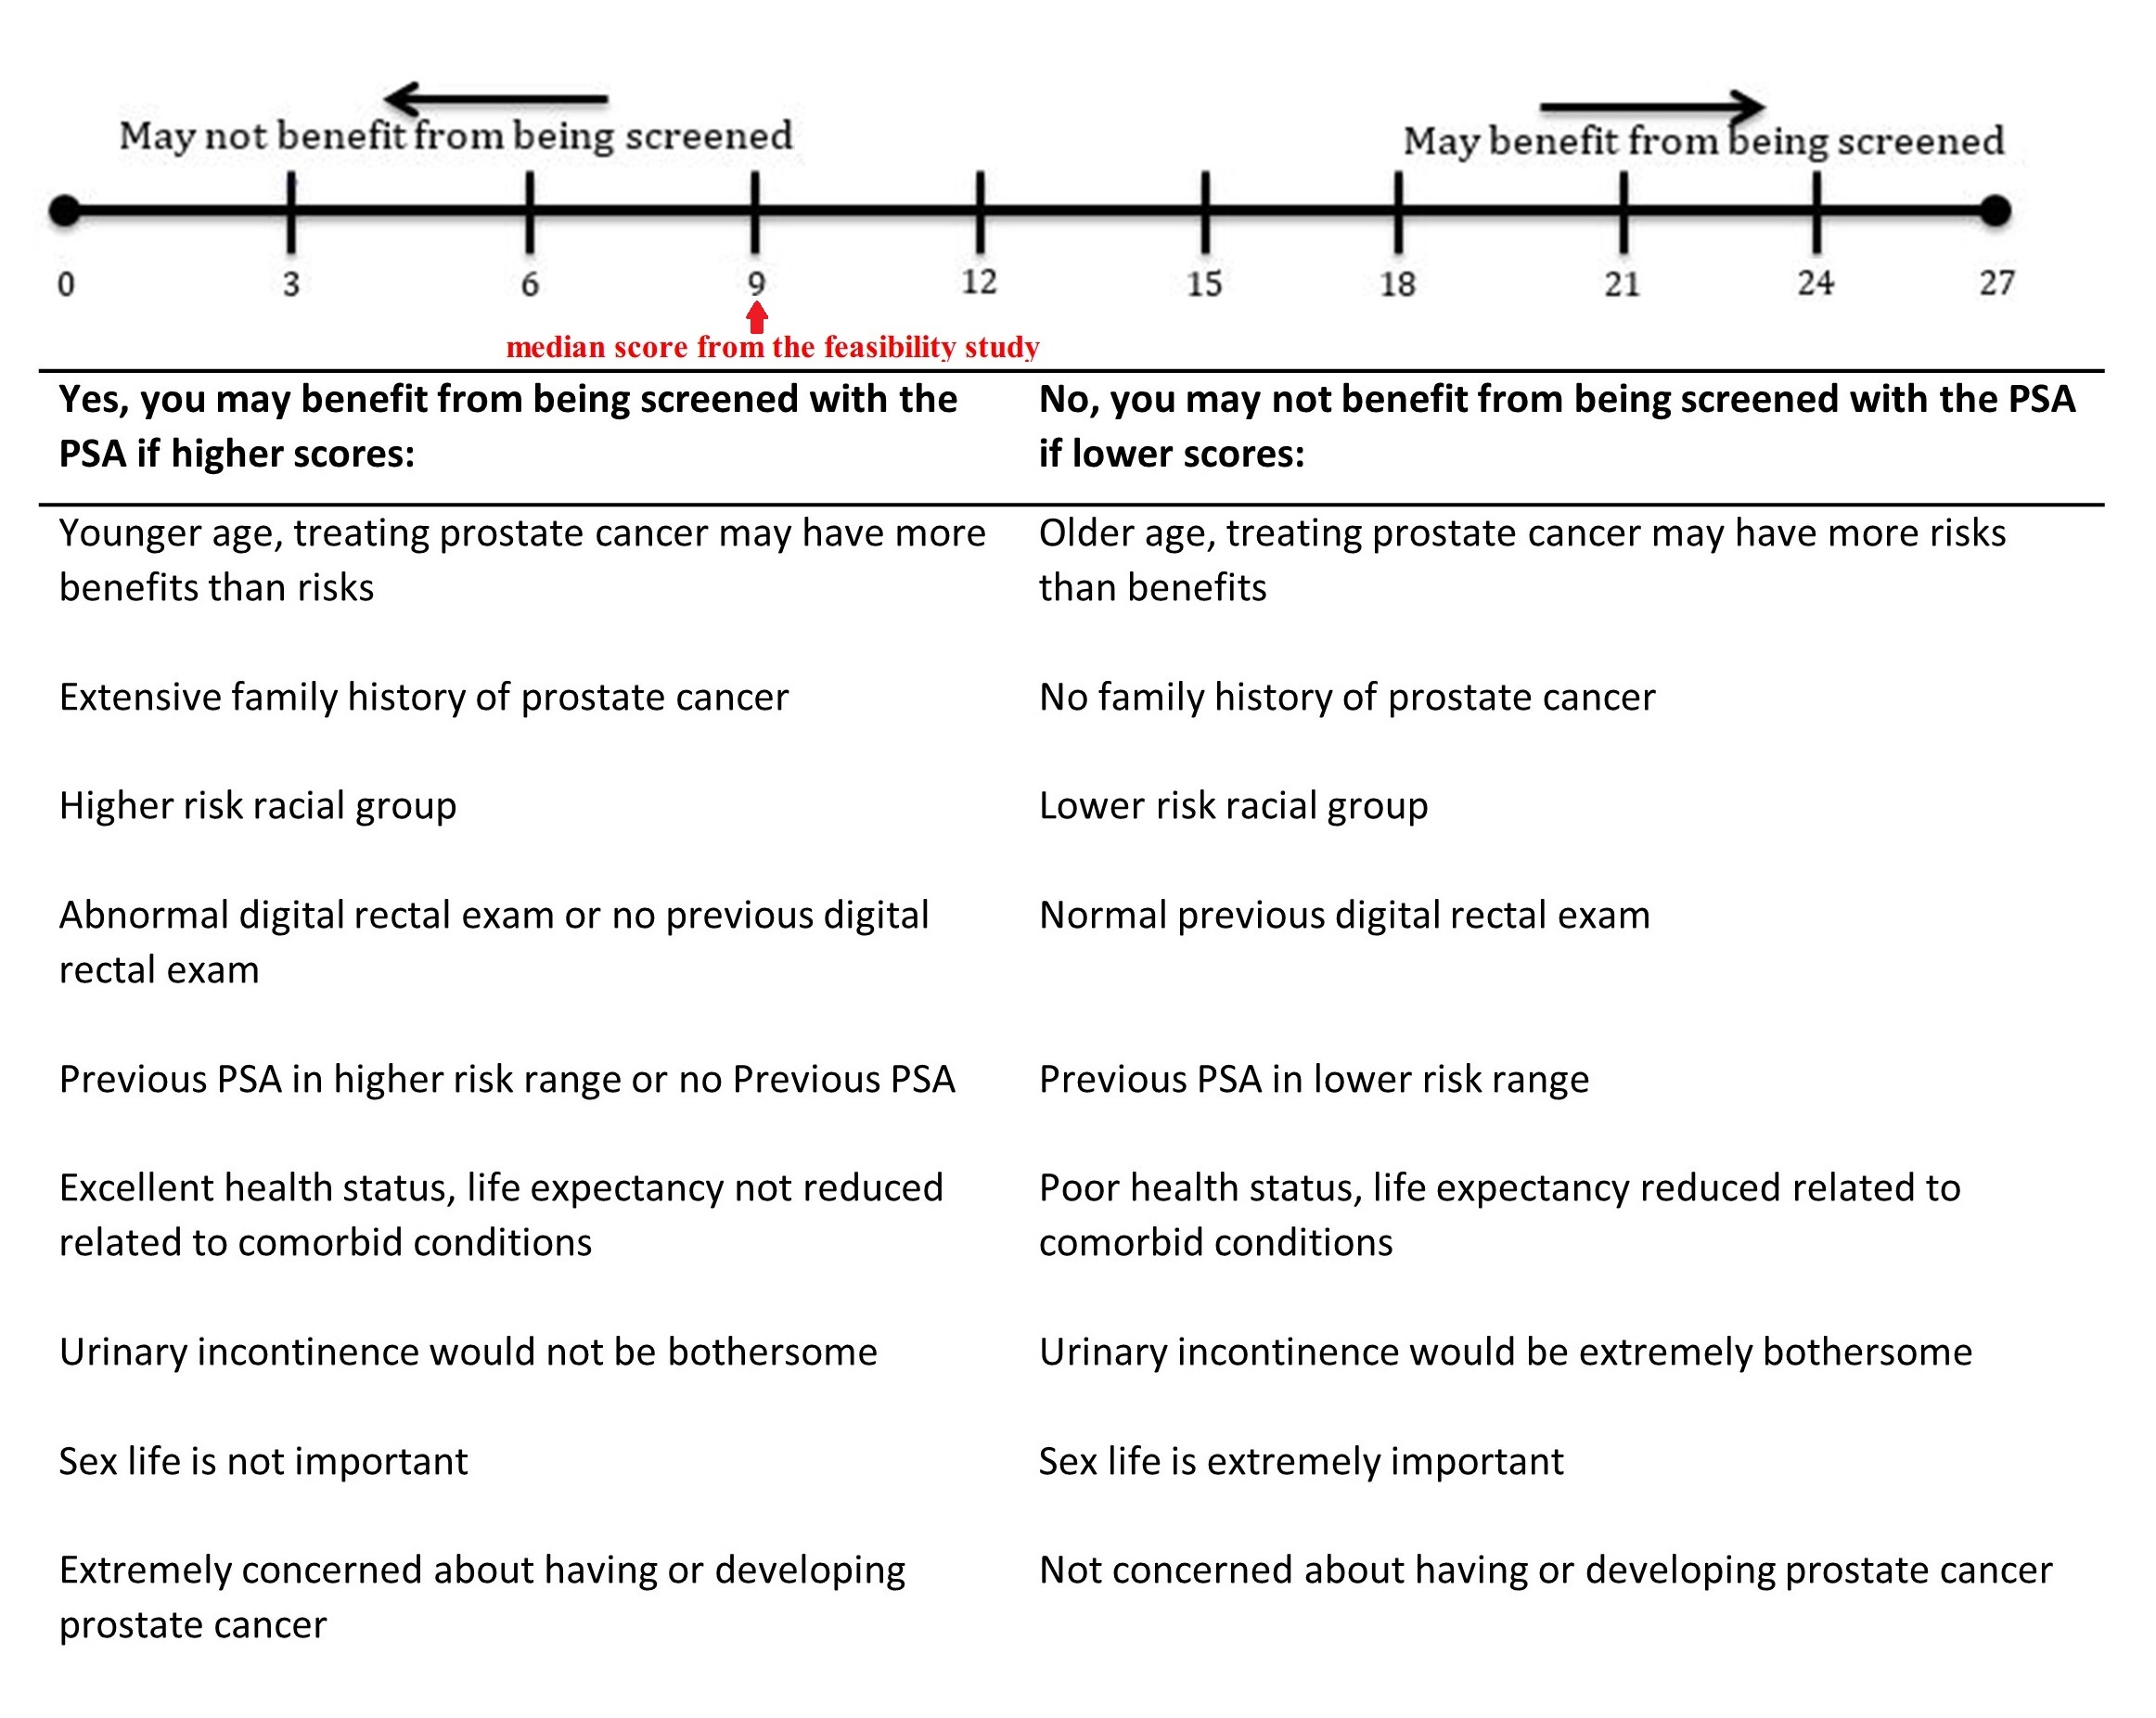 May not benefit from being screened
May benefit from being screened
0 3 6 9 12 15 18 21 24 27
median score from the feasibility study
Yes, you may benefit from being screened with the
PSA if higher scores:
No, you may not benefit from being screened with the PSA
if lower scores:
Younger age, treating prostate cancer may have more
benefits than risks
Older age, treating prostate cancer may have more risks
than benefits
Extensive family history of prostate cancer
No family history of prostate cancer
Higher risk racial group
Lower risk racial group
Abnormal digital rectal exam or no previous digital
rectal exam
Normal previous digital rectal exam
Previous PSA in higher risk range or no Previous PSA
Previous PSA in lower risk range
Excellent health status, life expectancy not reduced
related to comorbid conditions
Poor health status, life expectancy reduced related to
comorbid conditions
Urinary incontinence would not be bothersome
Urinary incontinence would be extremely bothersome
Sex life is not important
Sex life is extremely important
Extremely concerned about having or developing
prostate cancer
Not concerned about having or developing prostate cancer